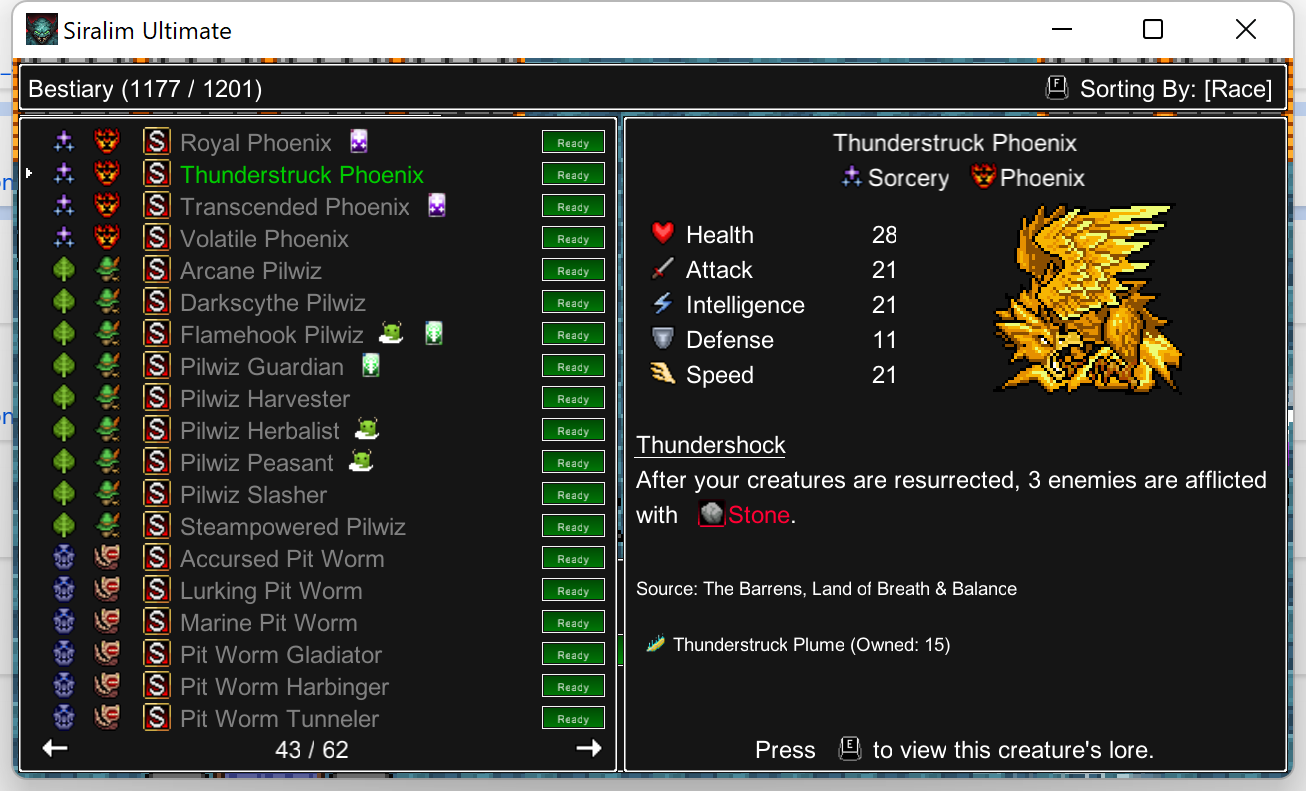 Siralim Ultimate
Bestiary (1177 / 1201)
F Sorting By: [Race]
S Royal Phoenix Ready
S Thunderstruck Phoenix Ready
S Transcended Phoenix Ready
S Volatile Phoenix Ready
S Arcane Pilwiz Ready
S Darkscythe Pilwiz Ready
S Flamehook Pilwiz Ready
S Pilwiz Guardian Ready
S Pilwiz Harvester Ready
S Pilwiz Herbalist Ready
S Pilwiz Peasant Ready
S Pilwiz Slasher Ready
S Steampowered Pilwiz Ready
S Accursed Pit Worm Ready
S Lurking Pit Worm Ready
S Marine Pit Worm Ready
S Pit Worm Gladiator Ready
S Pit Worm Harbinger Ready
S Pit Worm Tunneler Ready
43 / 62
Thunderstruck Phoenix
Sorcery Phoenix
Health 28
Attack 21
Intelligence 21
Defense 11
Speed 21
Thundershock
After your creatures are resurrected, 3 enemies are afflicted
with Stone.
Source: The Barrens, Land of Breath & Balance
Thunderstruck Plume (Owned: 15)
Press E to view this creature's lore.